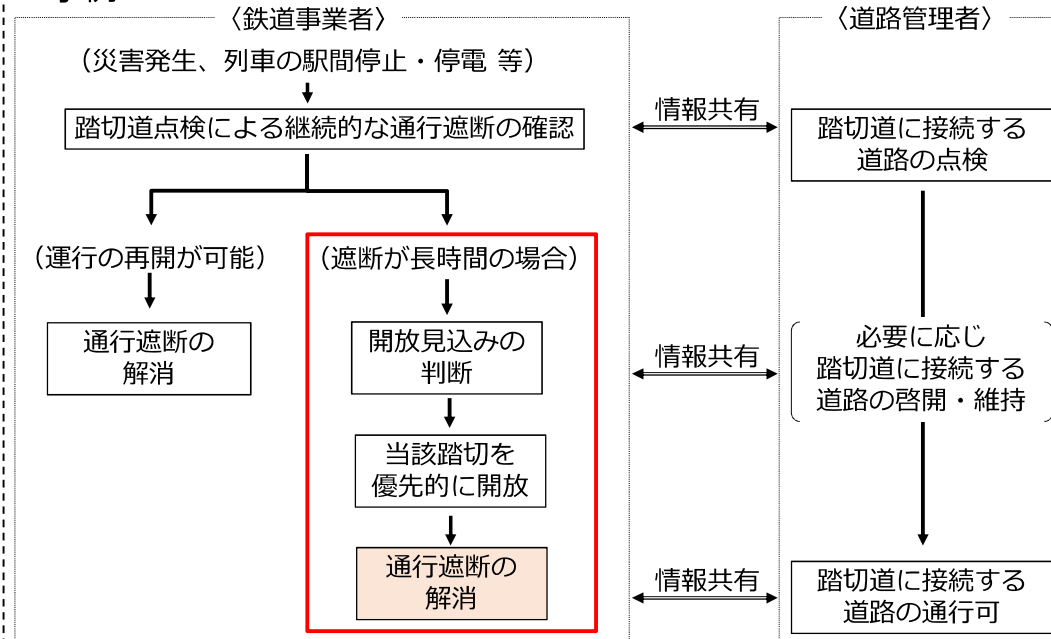 〈鉄道事業者〉
（災害発生、列車の駅間停止・停電 等）
踏切道点検による継続的な通行遮断の確認
（運行の再開が可能）
通行遮断の
解消
（遮断が長時間の場合）
開放見込みの
判断
当該踏切を
優先的に開放
通行遮断の
解消
情報共有
情報共有
情報共有
〈道路管理者〉
踏切道に接続する
道路の点検
必要に応じ
踏切道に接続する
道路の啓開・維持
踏切道に接続する
道路の通行可